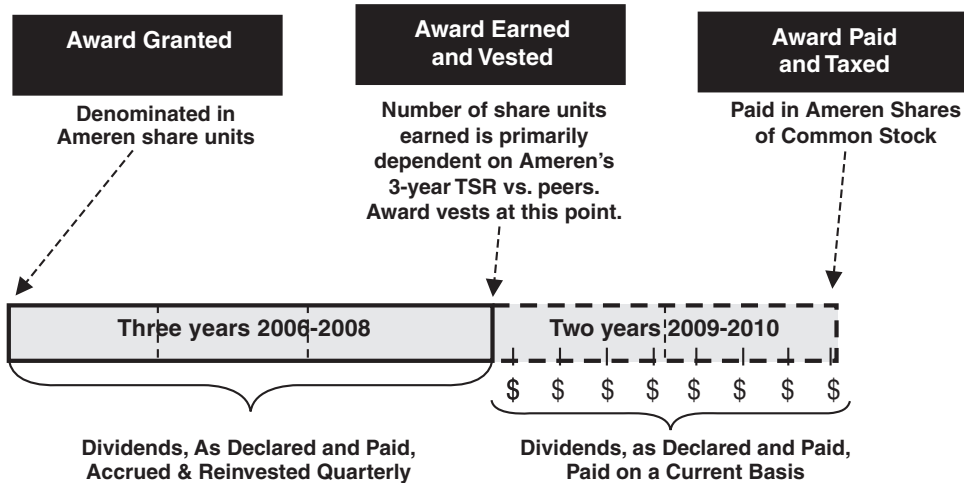 Award Granted
Denominated in
Ameren share units
Award Earned
and Vested
Number of share units
earned is primarily
dependent on Ameren's
3-year TSR vs. peers.
Award vests at this point.
Award Paid
and Taxed
Paid in Ameren Shares
of Common Stock
Three years 2006-2008
Two years 2009-2010
$ $ $ $ $ $ $ $
Dividends, As Declared and Paid,
Accrued & Reinvested Quarterly
Dividends, as Declared and Paid,
Paid on a Current Basis